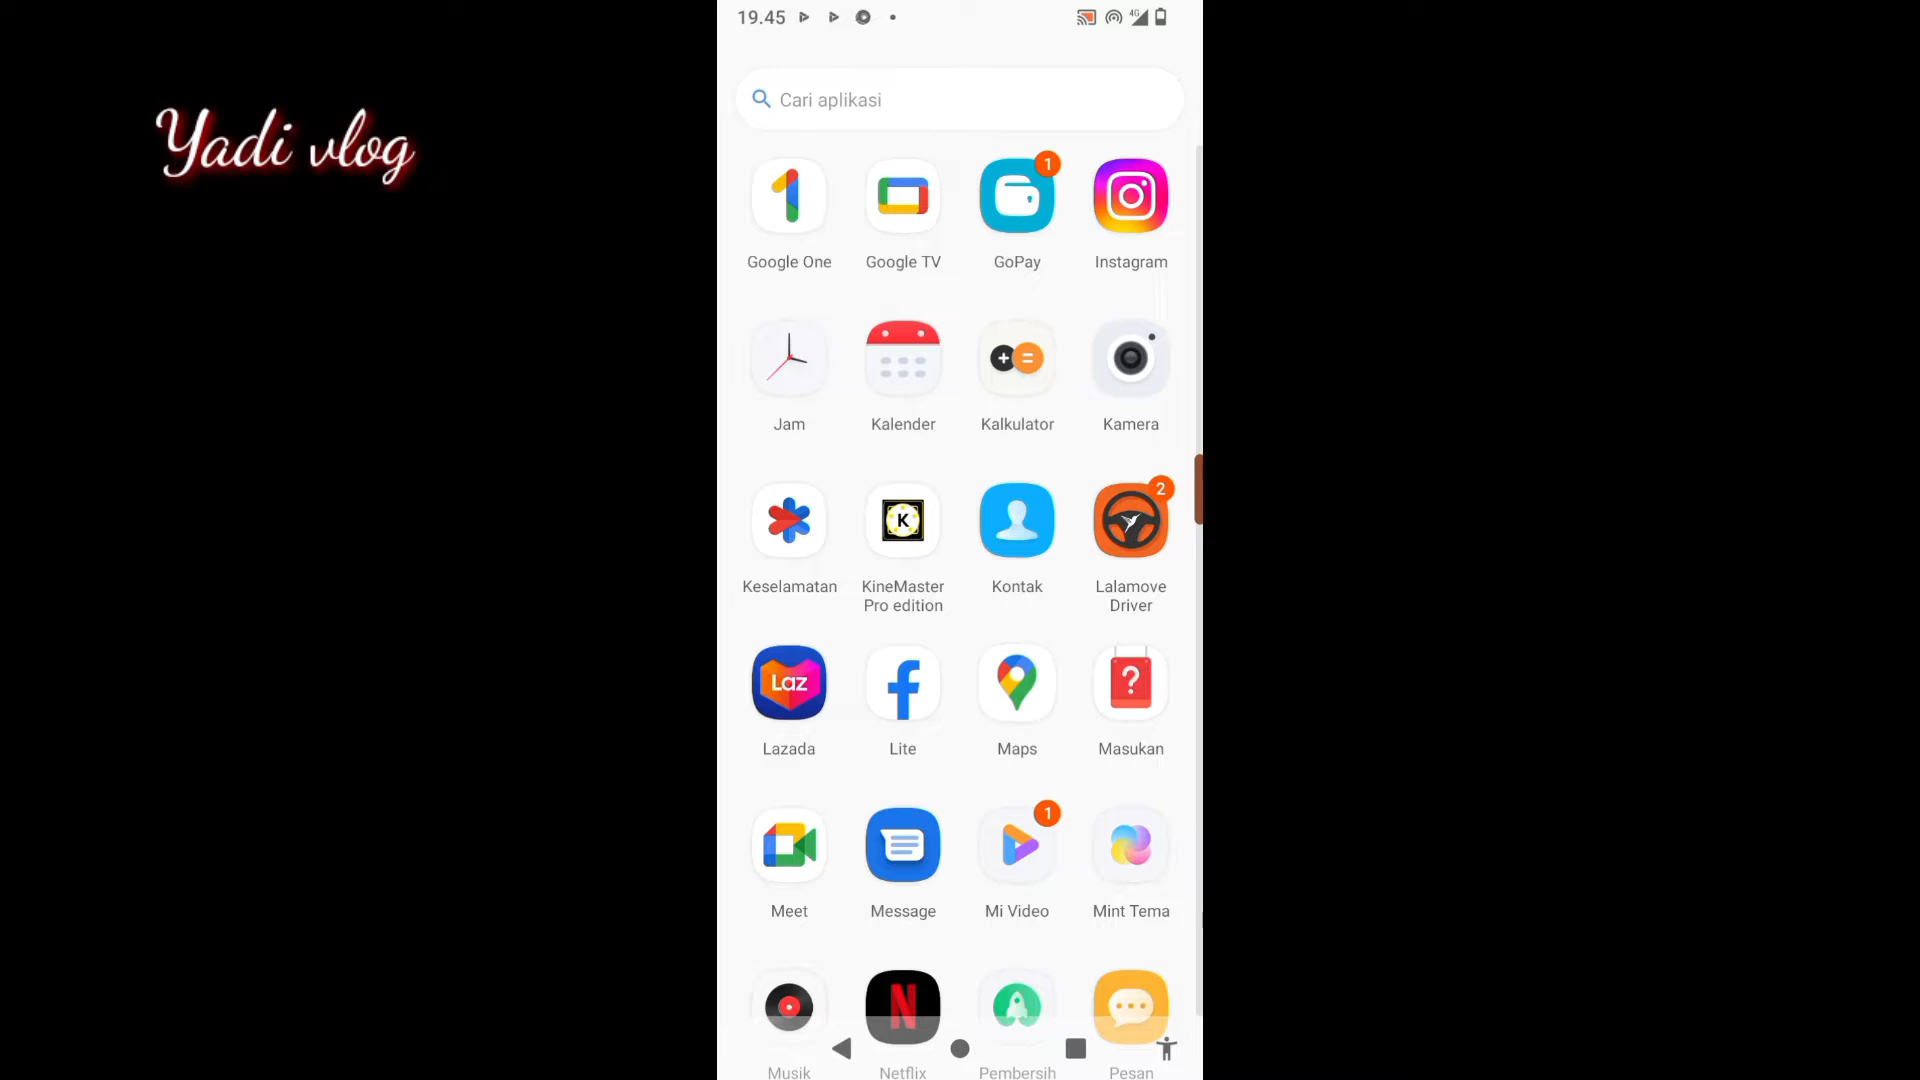 19.45
4G
Yadi vlog
Cari aplikasi
1
Google One Google TV GoPay Instagram
Jam Kalender Kalkulator Kamera
K
2
Keselamatan KineMaster Pro edition Kontak Lalamove Driver
Laz
?
Lazada Lite Maps Masukan
1
Meet Message Mi Video Mint Tema
N
Musik Netflix Pembersih Pesan